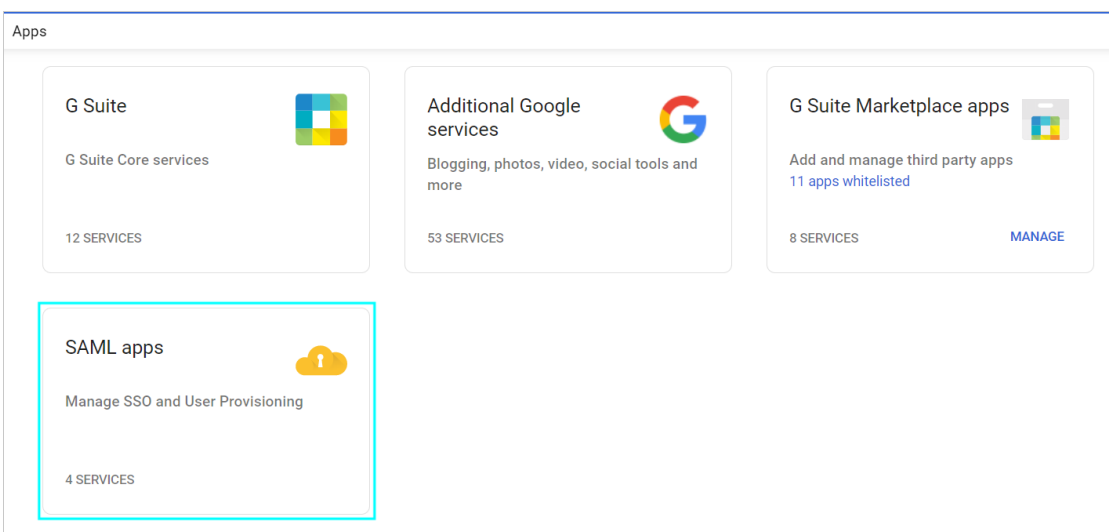 Apps
G Suite
G Suite Core services
12 SERVICES
Additional Google
services
Blogging, photos, video, social tools and
more
53 SERVICES
G Suite Marketplace apps
Add and manage third party apps
11 apps whitelisted
8 SERVICES
MANAGE
SAML apps
Manage SSO and User Provisioning
4 SERVICES